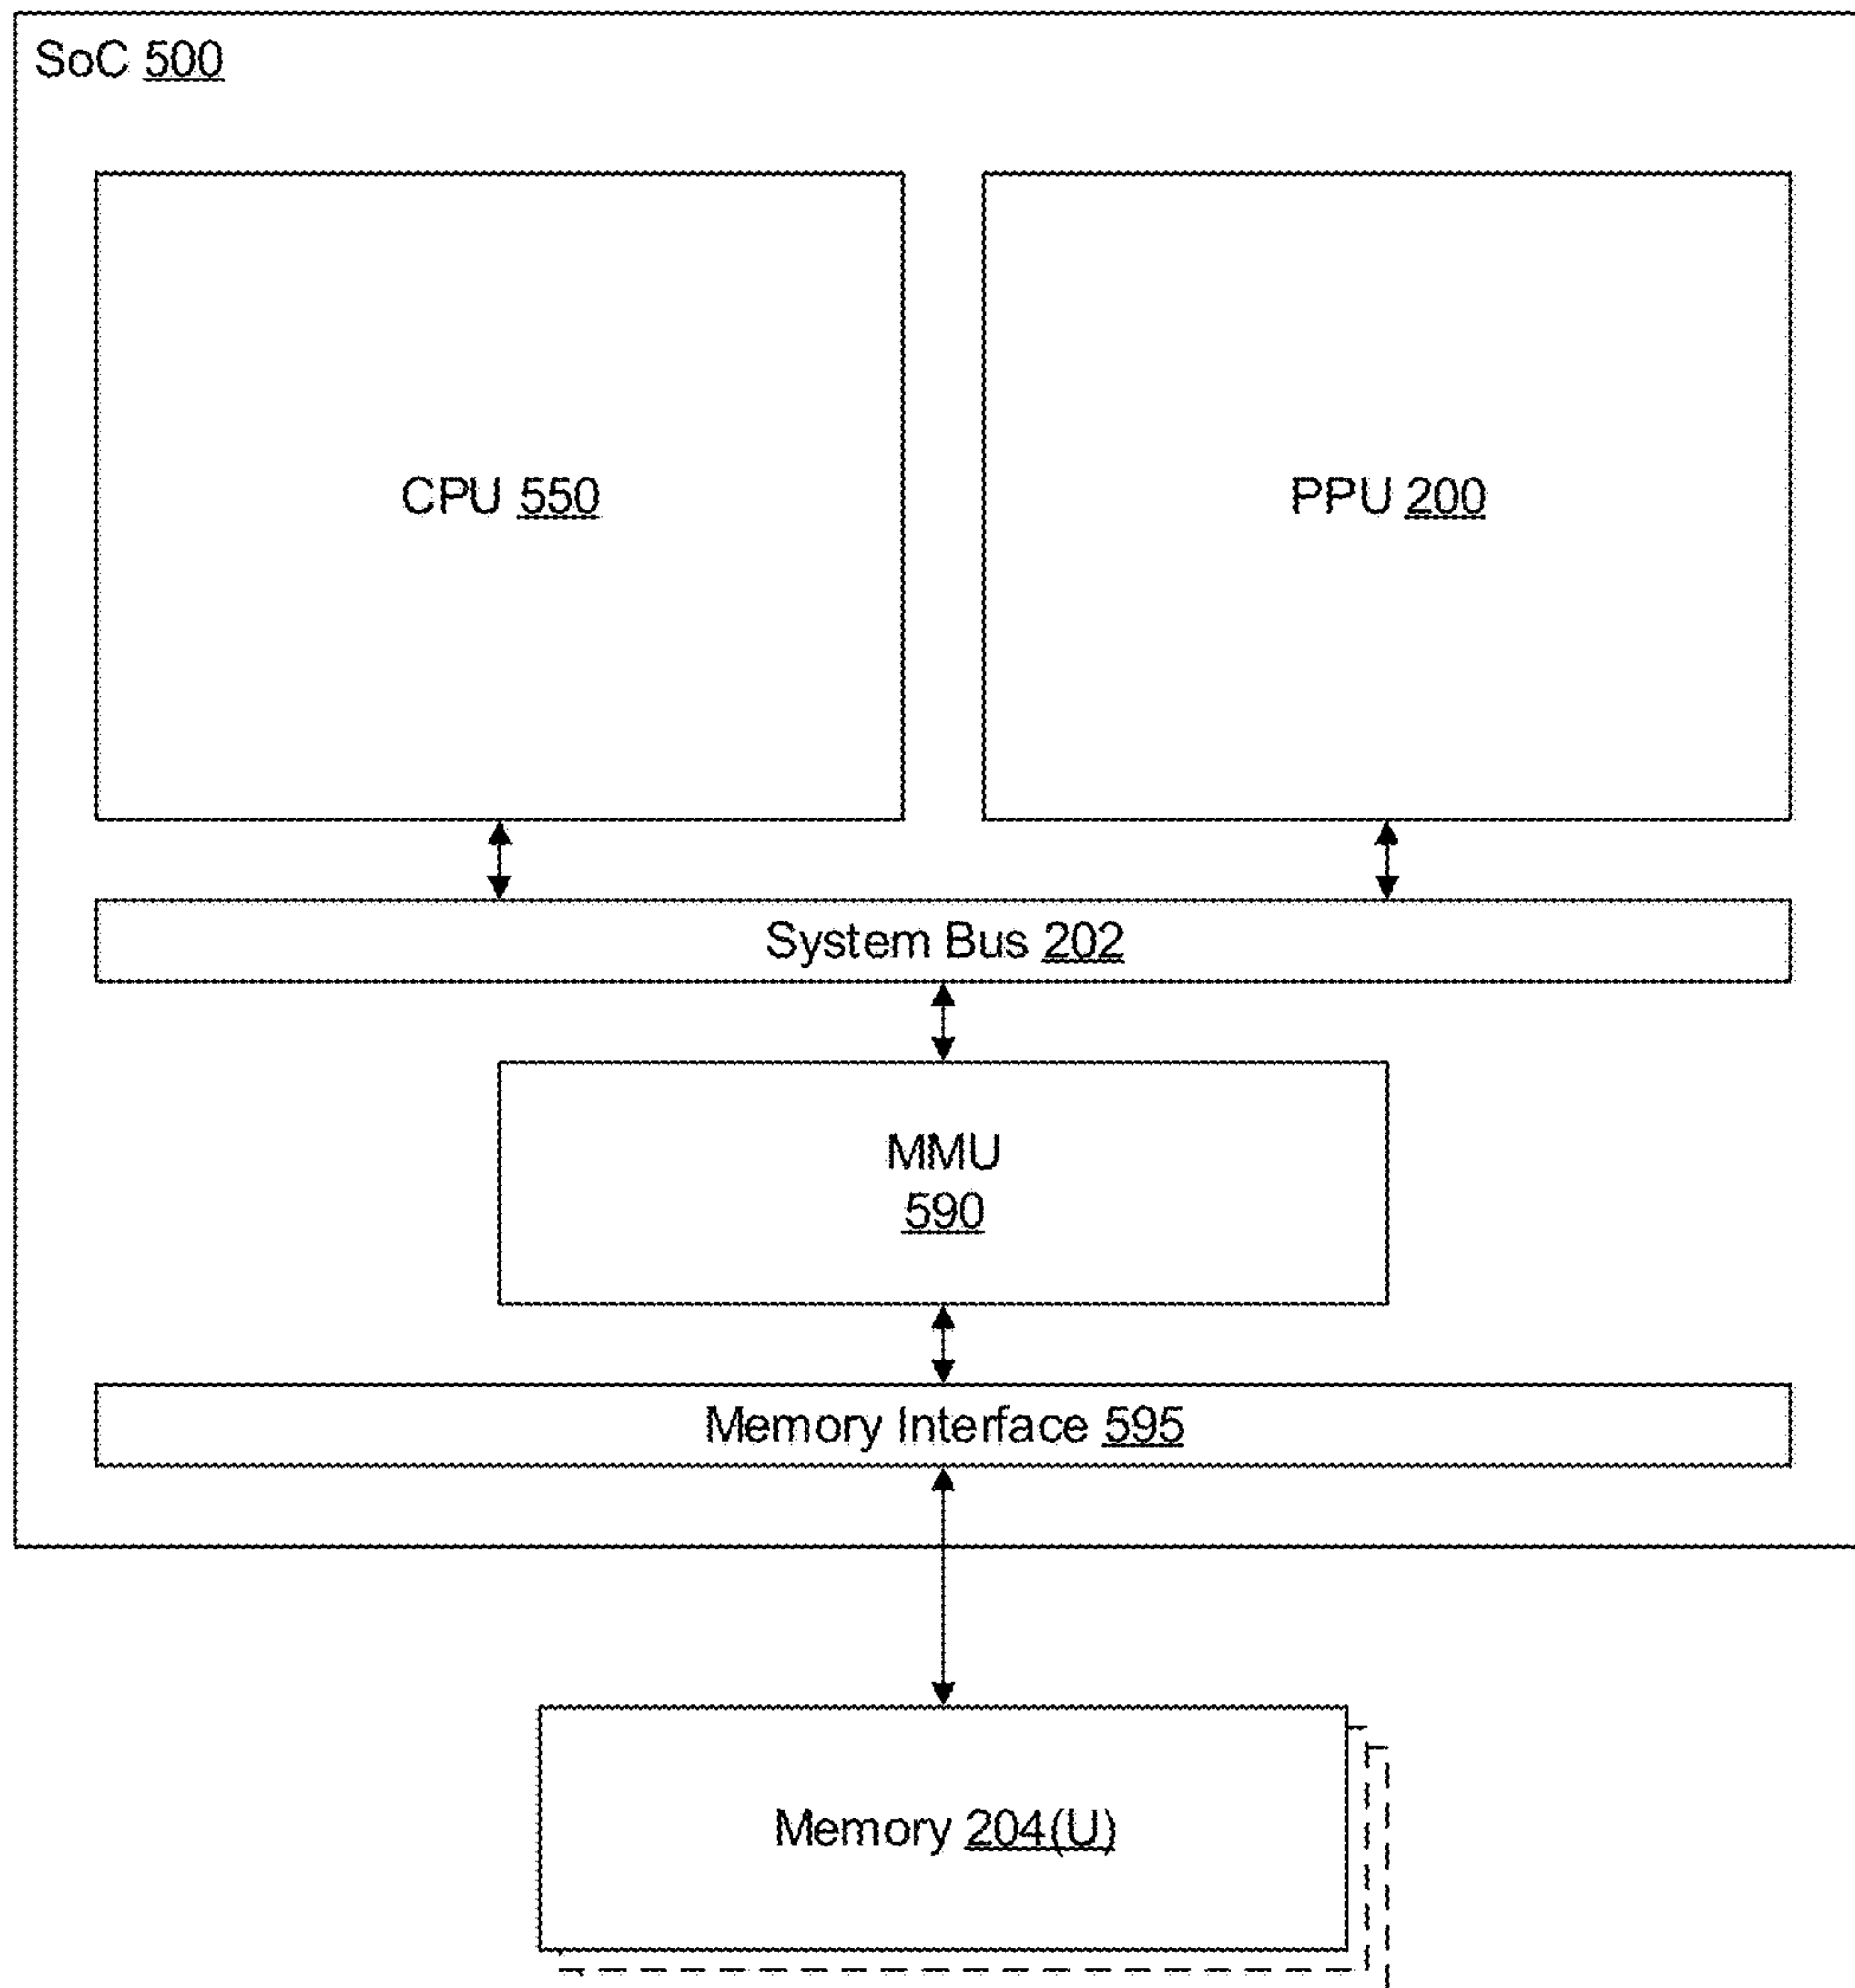 SoC 500
CPU 550
PPU 200
System Bus 202
MMU
590
Memory Interface 595
Memory 204(U)